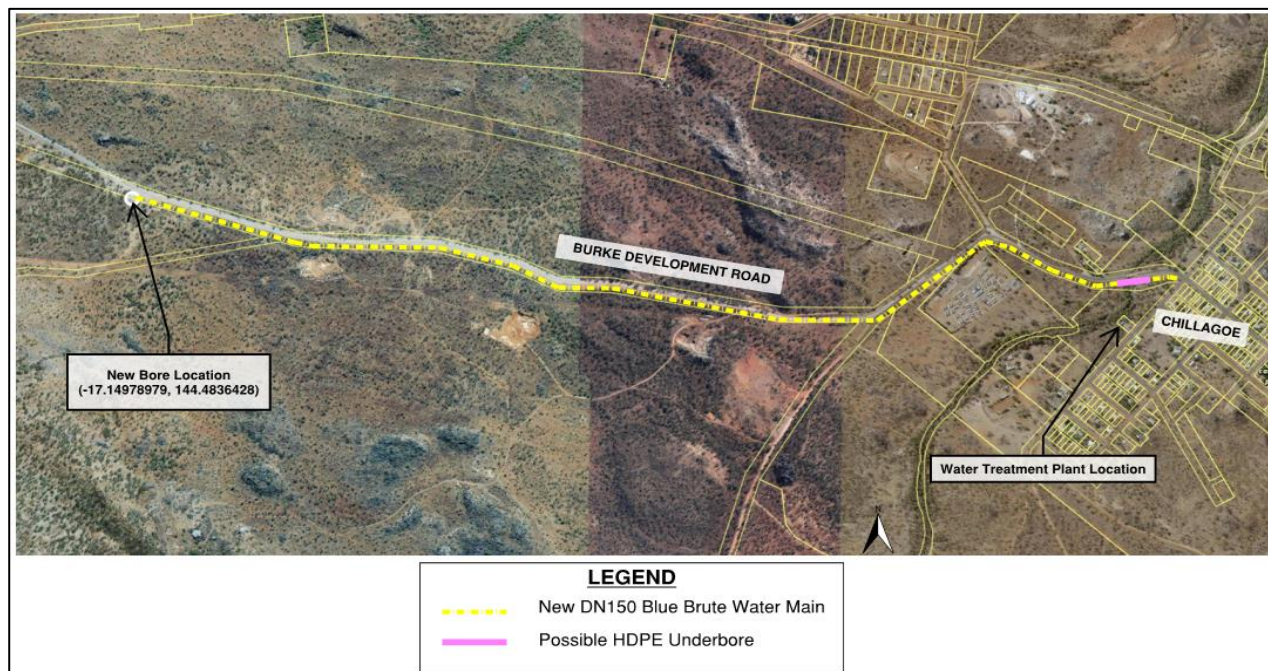 BURKE DEVELOPMENT ROAD
CHILLAGOE
New Bore Location
(-17.14978979, 144.4836428)
Water Treatment Plant Location
LEGEND
New DN150 Blue Brute Water Main
Possible HDPE Underbore